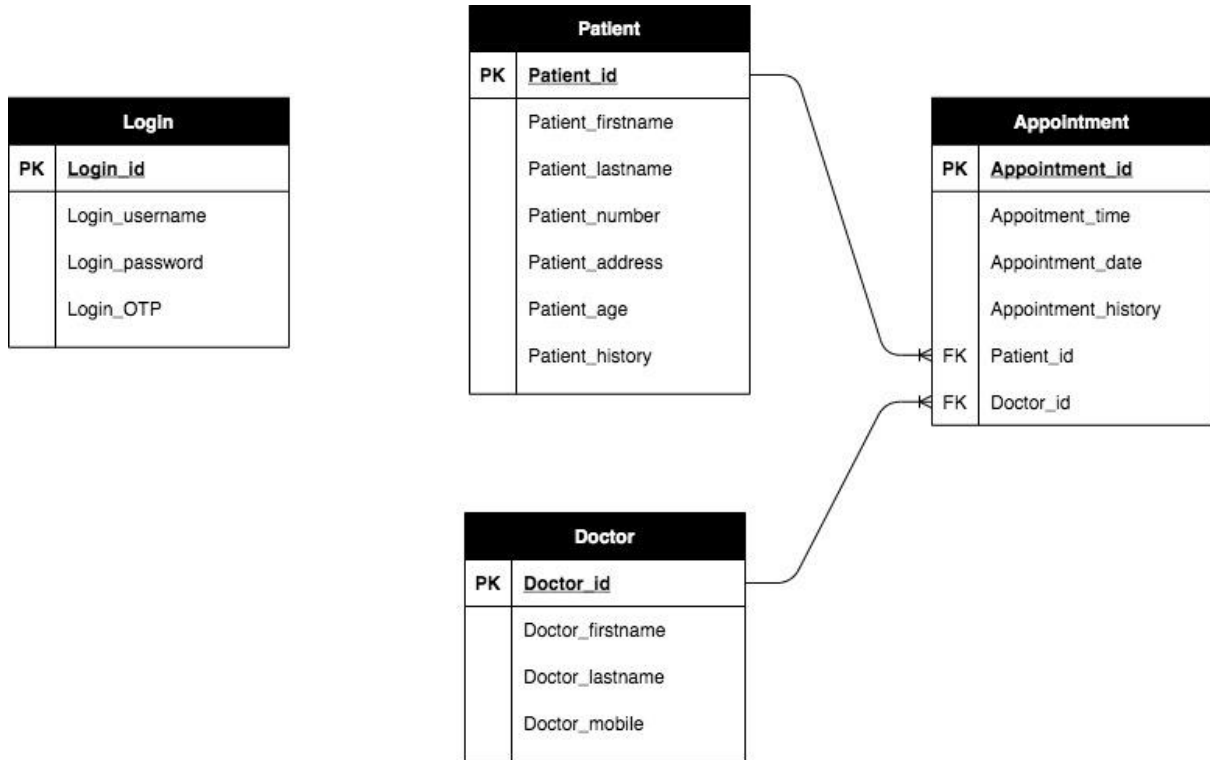 Login
PK Login_id
Login_username
Login_password
Login_OTP
Patient
PK Patient_id
Patient_firstname
Patient_lastname
Patient_number
Patient_address
Patient_age
Patient_history
Appointment
PK Appointment_id
Appoitment_time
Appointment_date
Appointment_history
FK Patient_id
FK Doctor_id
Doctor
PK Doctor_id
Doctor_firstname
Doctor_lastname
Doctor_mobile